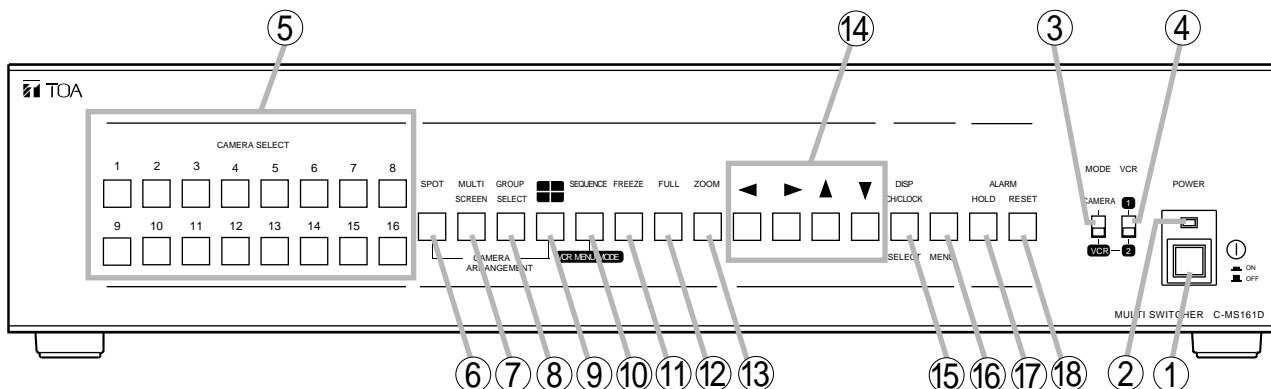 ⑤ ⑭ ③ ④
TOA
CAMERA SELECT
1 2 3 4 5 6 7 8
9 10 11 12 13 14 15 16
SPOT
MULTI SCREEN
GROUP SELECT
SEQUENCE
FREEZE
FULL
ZOOM
CAMERA ARRANGEMENT
VCR MENU MODE
DISP
CH/CLOCK
SELECT
MENU
ALARM
HOLD RESET
MODE VCR
CAMERA 1
VCR 2
POWER
ON
OFF
MULTI SWITCHER C-MS161D
⑥ ⑦ ⑧ ⑨ ⑩ ⑪ ⑫ ⑬ ⑮ ⑯ ⑰ ⑱ ② ①